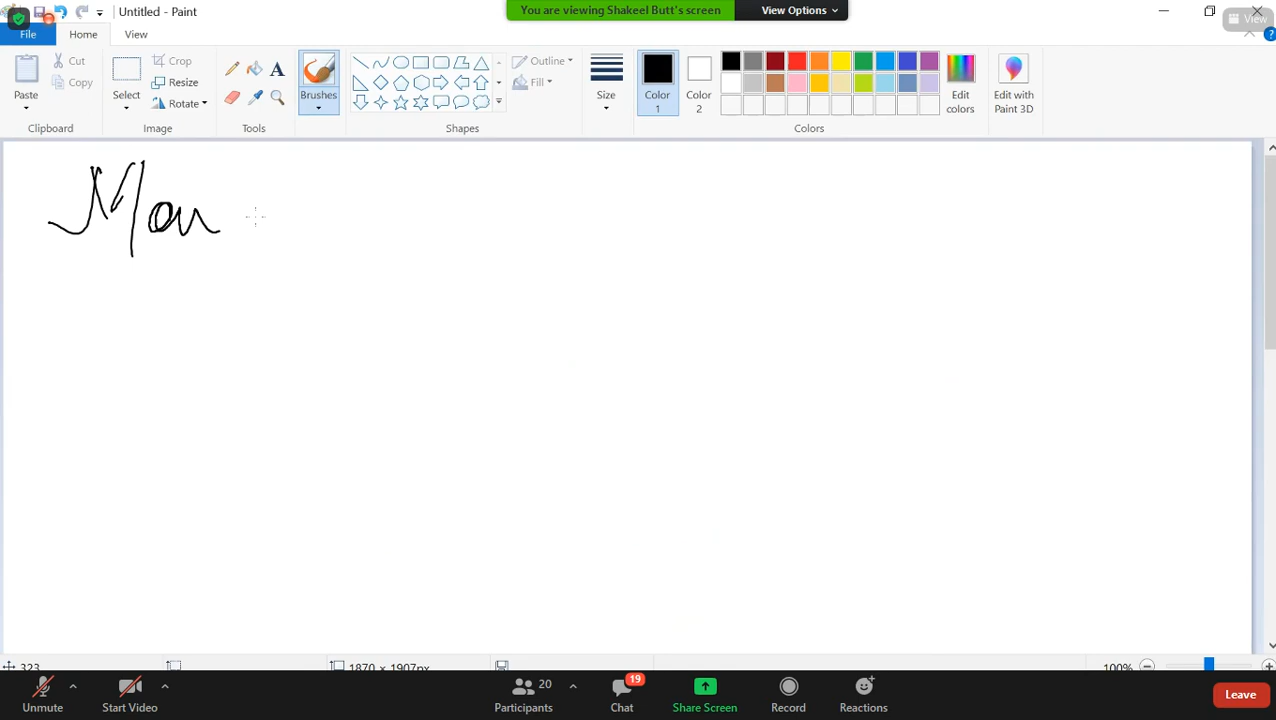 Untitled - Paint
You are viewing Shakeel Butt's screen
View Options
View
File
Home
View
Paste
Cut
Copy
Clipboard
Select
Crop
Resize
Rotate
Image
Tools
Brushes
Outline
Fill
Shapes
Size
Color 1
Color 2
Edit colors
Colors
Edit with Paint 3D
323
1870 × 1907px
100%
Unmute
Start Video
20
Participants
19
Chat
Share Screen
Record
Reactions
Leave